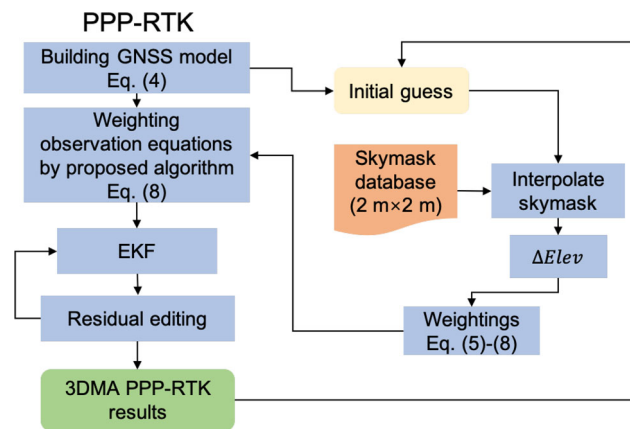 PPP-RTK
Building GNSS model
Eq. (4)
Weighting
observation equations
by proposed algorithm
Eq. (8)
EKF
Residual editing
3DMA PPP-RTK
results
Initial guess
Skymask
database
(2 m×2 m)
Interpolate
skymask
ΔElev
Weightings
Eq. (5)-(8)